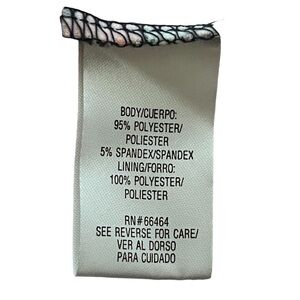 BODY/CUERPO:
95% POLYESTER/
POLIESTER
5% SPANDEX/SPANDEX
LINING/FORRO:
100% POLYESTER/
POLIESTER
RN# 66464
SEE REVERSE FOR CARE/
VER AL DORSO
PARA CUIDADO